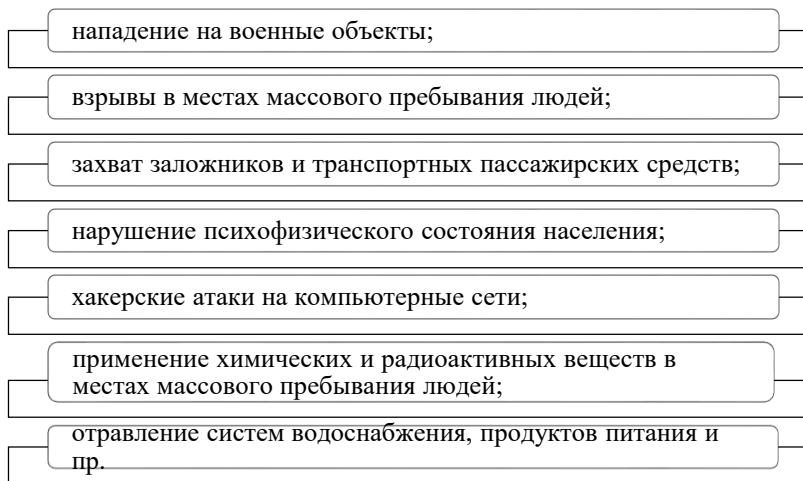 нападение на военные объекты;
взрывы в местах массового пребывания людей;
захват заложников и транспортных пассажирских средств;
нарушение психофизического состояния населения;
хакерские атаки на компьютерные сети;
применение химических и радиоактивных веществ в
местах массового пребывания людей;
отравление систем водоснабжения, продуктов питания и
пр.